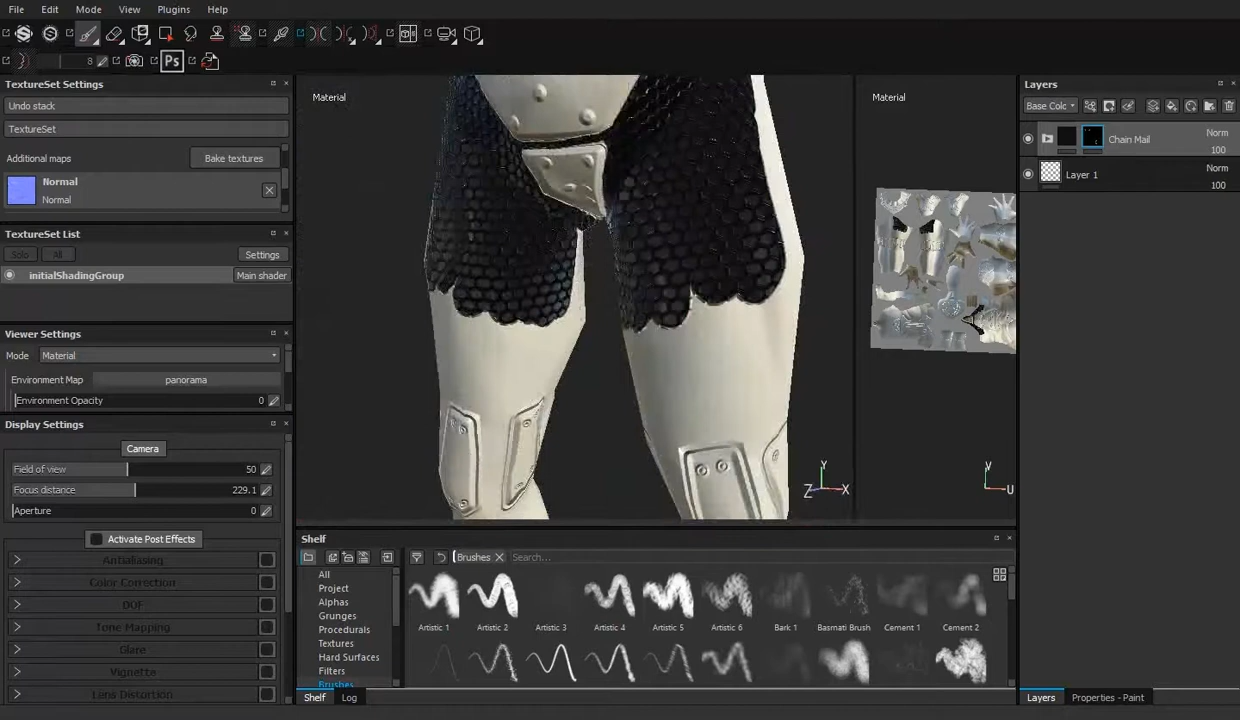 File Edit Mode View Plugins Help
8 Ps
TextureSet Settings
Undo stack
TextureSet
Additional maps Bake textures
Normal
Normal
TextureSet List
Solo All Settings
initialShadingGroup Main shader
Viewer Settings
Mode Material
Environment Map panorama
Environment Opacity 0
Display Settings
Camera
Field of view 50
Focus distance 229.1
Aperture 0
Activate Post Effects
Antialiasing
Color Correction
DOF
Tone Mapping
Glare
Vignette
Lens Distortion
Material
Y
Z X
Material
V
U
Shelf
Brushes Search...
All
Project
Alphas
Grunges
Procedurals
Textures
Hard Surfaces
Filters
Brushes
Artistic 1 Artistic 2 Artistic 3 Artistic 4 Artistic 5 Artistic 6 Bark 1 Basmati Brush Cement 1 Cement 2
Shelf Log
Layers
Base Colc
Chain Mail Norm
100
Layer 1 Norm
100
Layers Properties - Paint